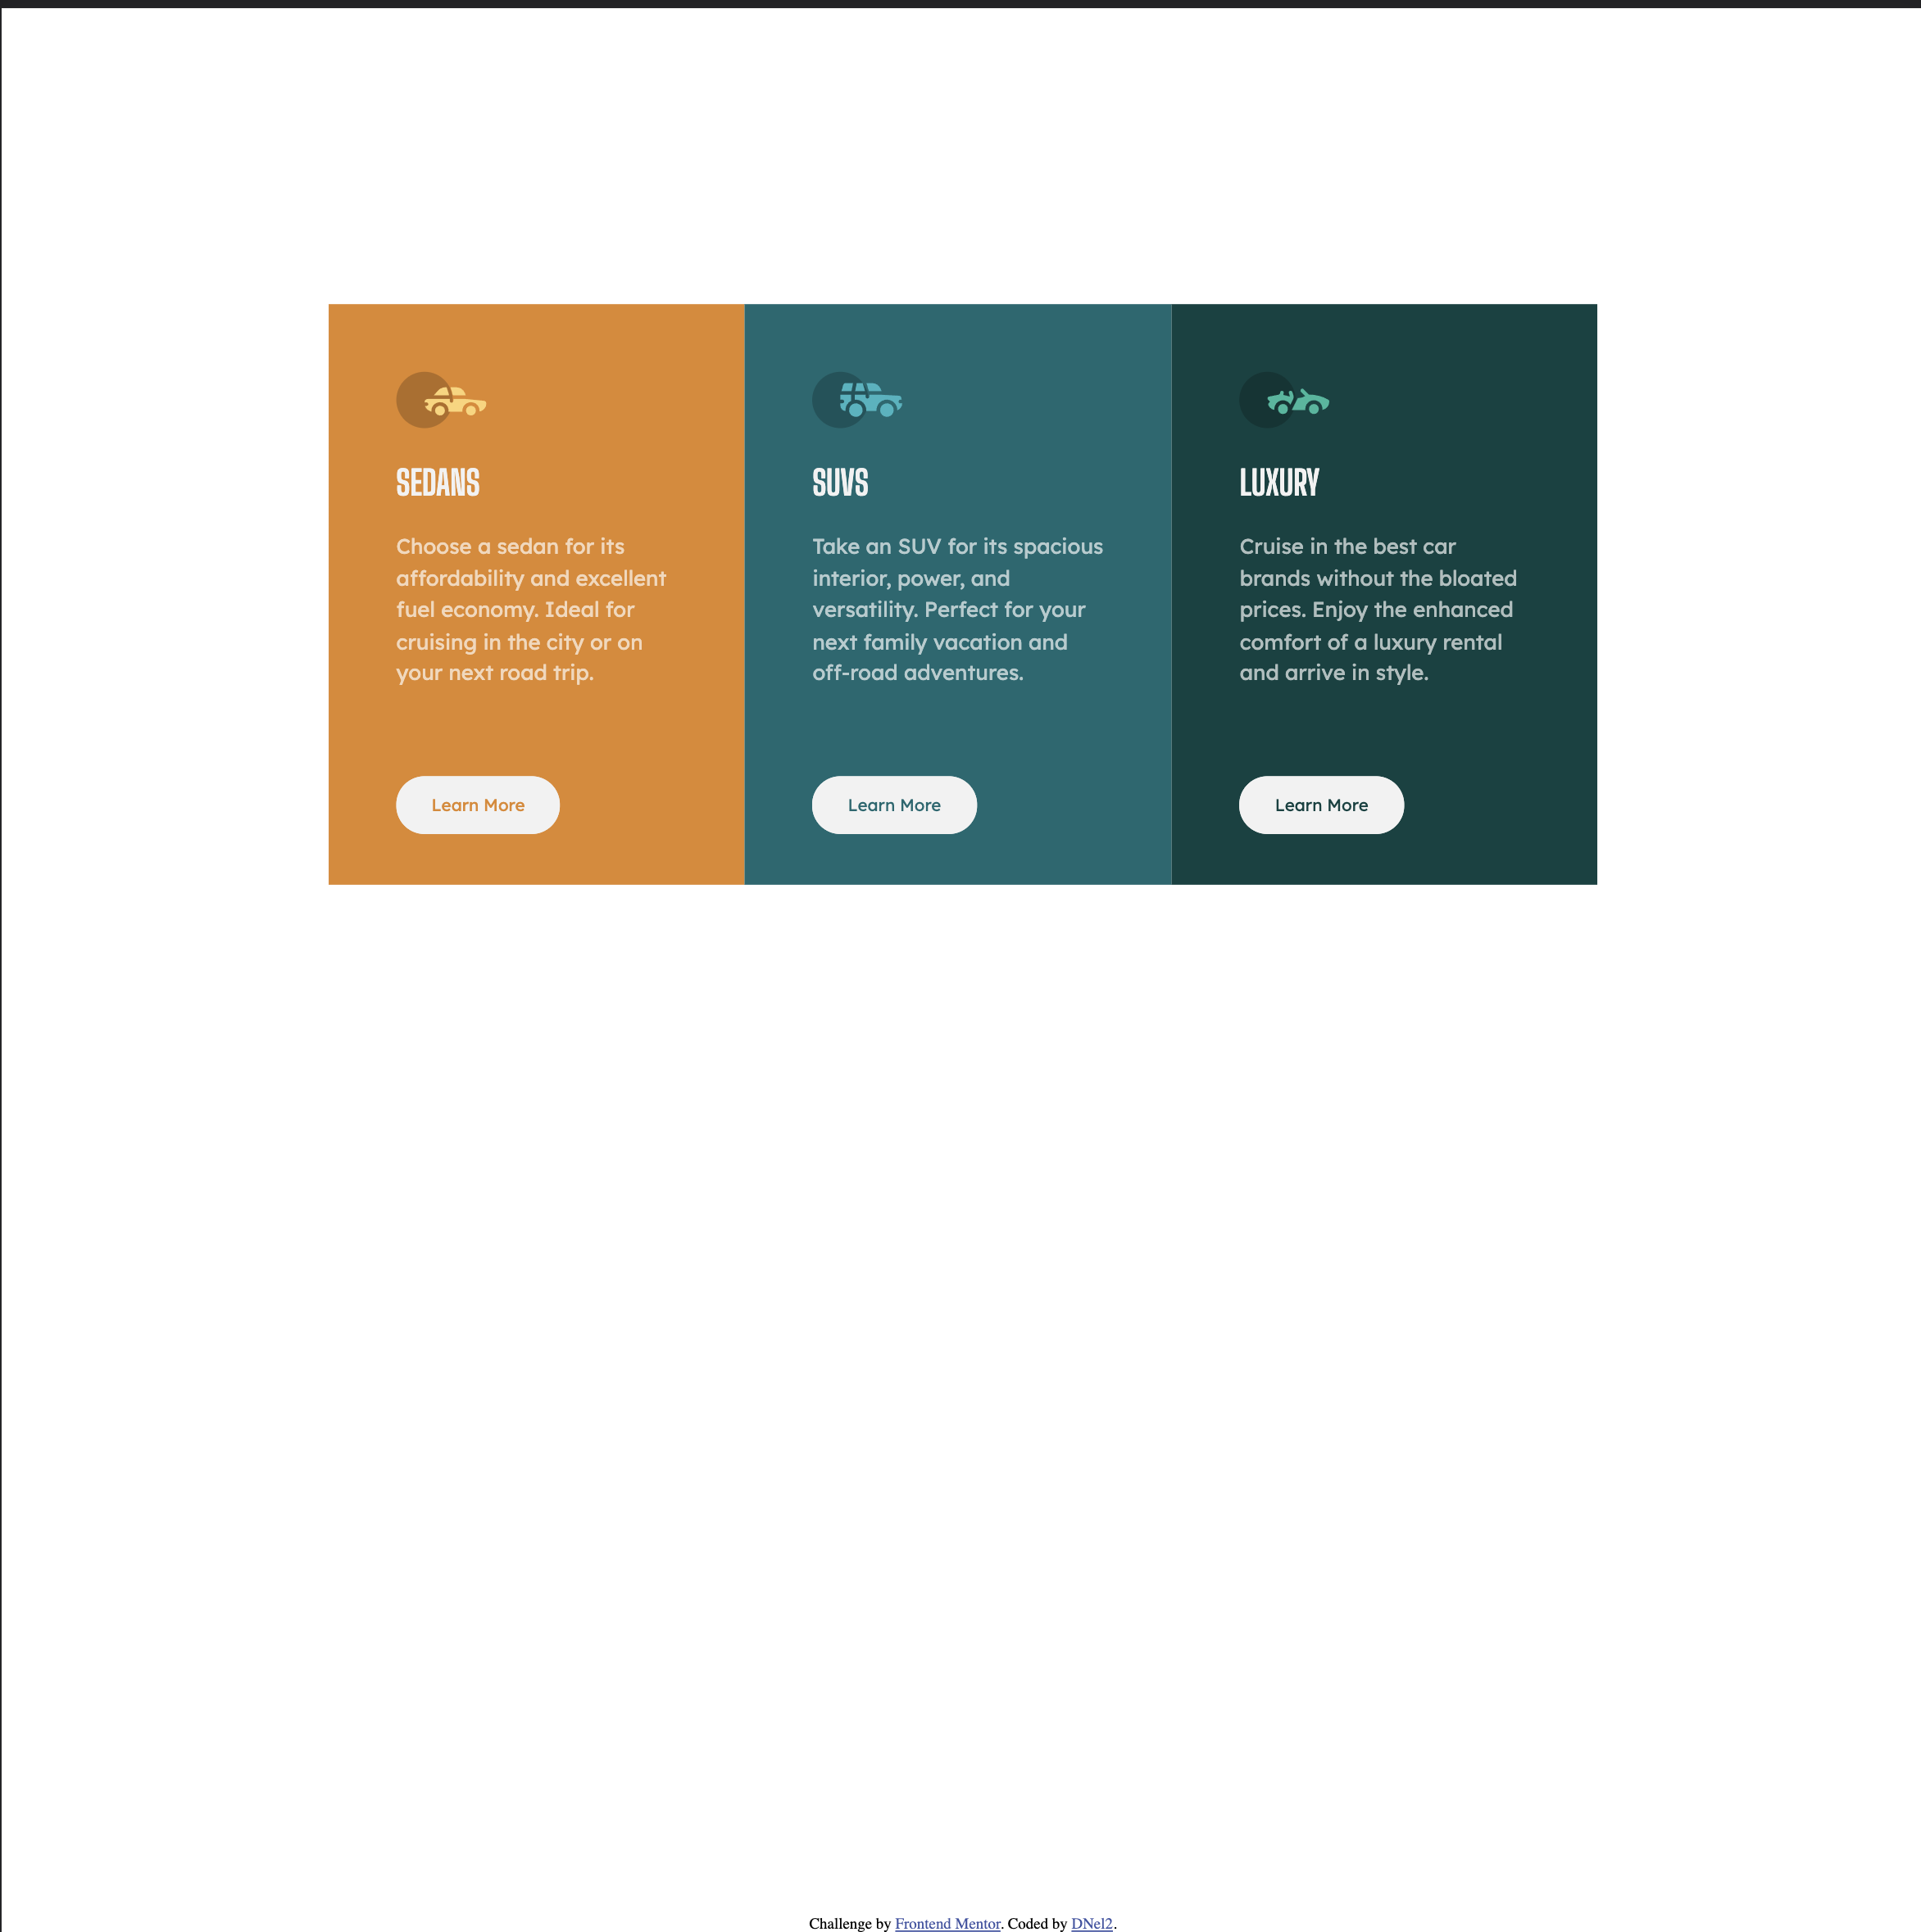 SEDANS
Choose a sedan for its
affordability and excellent
fuel economy. Ideal for
cruising in the city or on
your next road trip.
Learn More
SUVS
Take an SUV for its spacious
interior, power, and
versatility. Perfect for your
next family vacation and
off-road adventures.
Learn More
LUXURY
Cruise in the best car
brands without the bloated
prices. Enjoy the enhanced
comfort of a luxury rental
and arrive in style.
Learn More
Challenge by Frontend Mentor. Coded by DNel2.